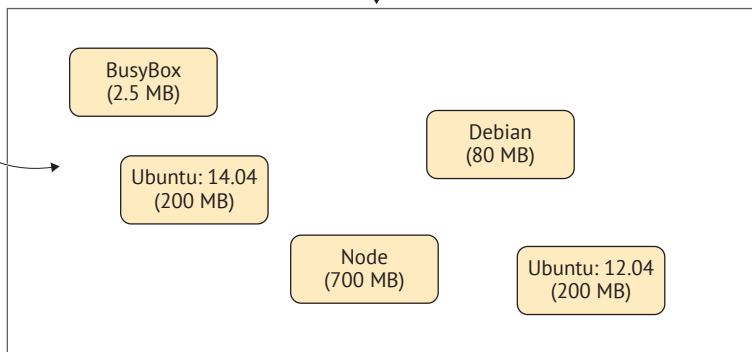 BusyBox
(2.5 MB)
Debian
(80 MB)
Ubuntu: 14.04
(200 MB)
Node
(700 MB)
Ubuntu: 12.04
(200 MB)